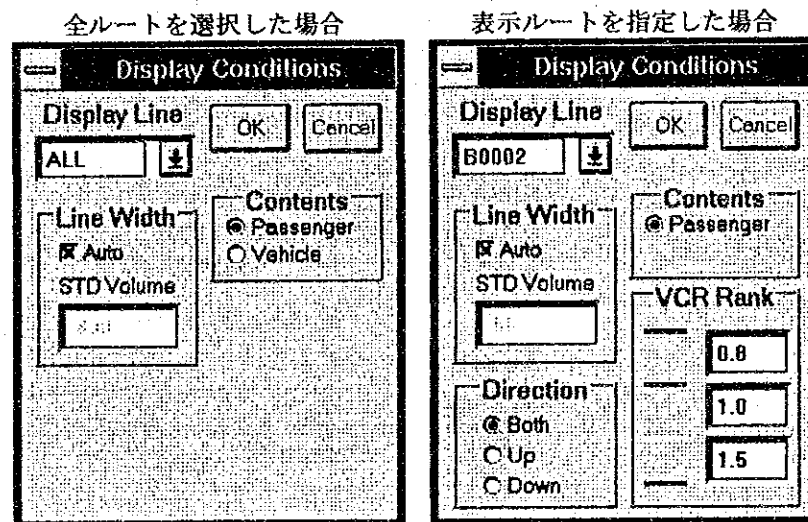 全ルートを選択した場合
Display Conditions
Display Line
OK
Cancel
ALL
Line Width
Auto
STD Volume
Contents
Passenger
Vehicle
表示ルートを指定した場合
Display Conditions
Display Line
OK
Cancel
B0002
Line Width
Auto
STD Volume
Contents
Passenger
Direction
Both
Up
Down
VCR Rank
0.8
1.0
1.5